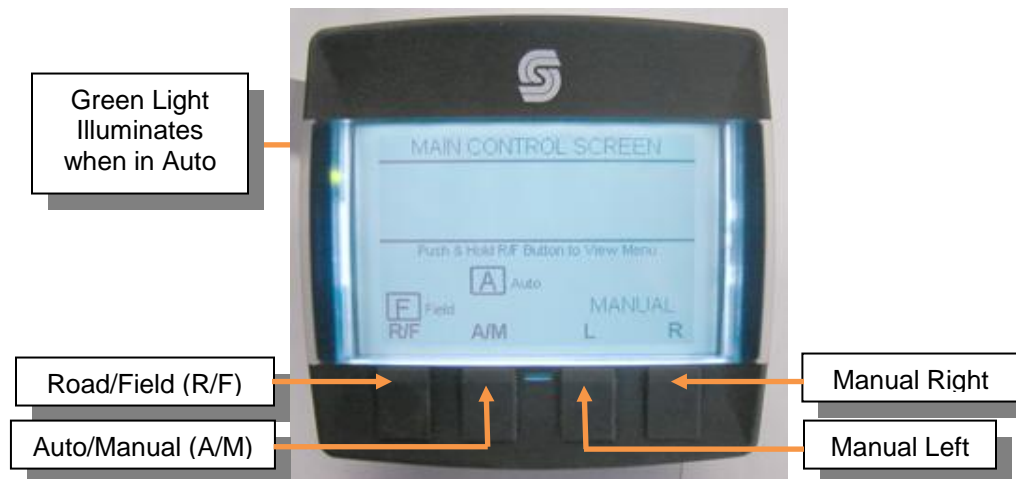 Green Light
Illuminates
when in Auto
MAIN CONTROL SCREEN
Push & Hold R/F Button to View Menu
A Auto
F Field
MANUAL
R/F A/M L R
Road/Field (R/F)
Manual Right
Auto/Manual (A/M)
Manual Left